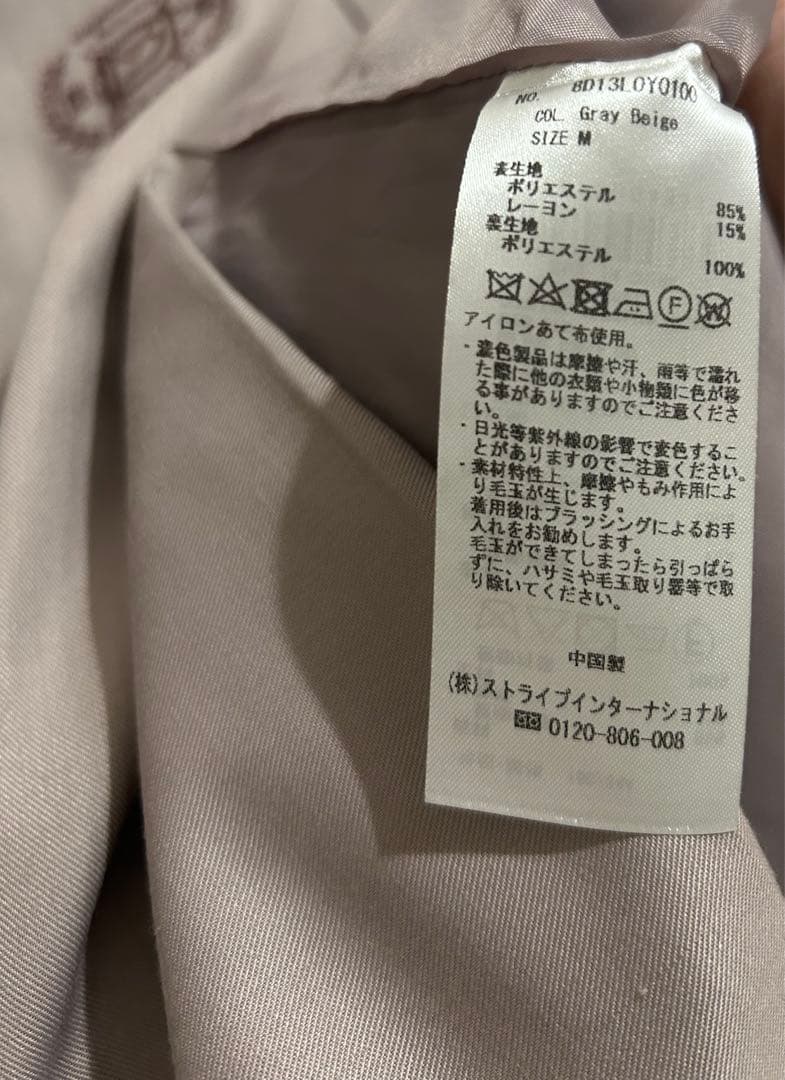 NO. 8D13L0Y0100
COL. Gray Beige
SIZE M
表生地
ポリエステル 85%
レーヨン 15%
裏生地
ポリエステル 100%
F W
アイロンあて布使用。
・濃色製品は摩擦や汗、雨等で濡れ
た際に他の衣類や小物類に色が移
る事がありますのでご注意くださ
い。
・日光等紫外線の影響で変色するこ
とがありますのでご注意ください。
・素材特性上、摩擦やもみ作用によ
り毛玉が生じます。
着用後はブラッシングによるお手
入れをお勧めします。
毛玉ができてしまったら引っぱら
ずに、ハサミや毛玉取り器等で取
り除いてください。
中国製
(株)ストライプインターナショナル
0120-806-008